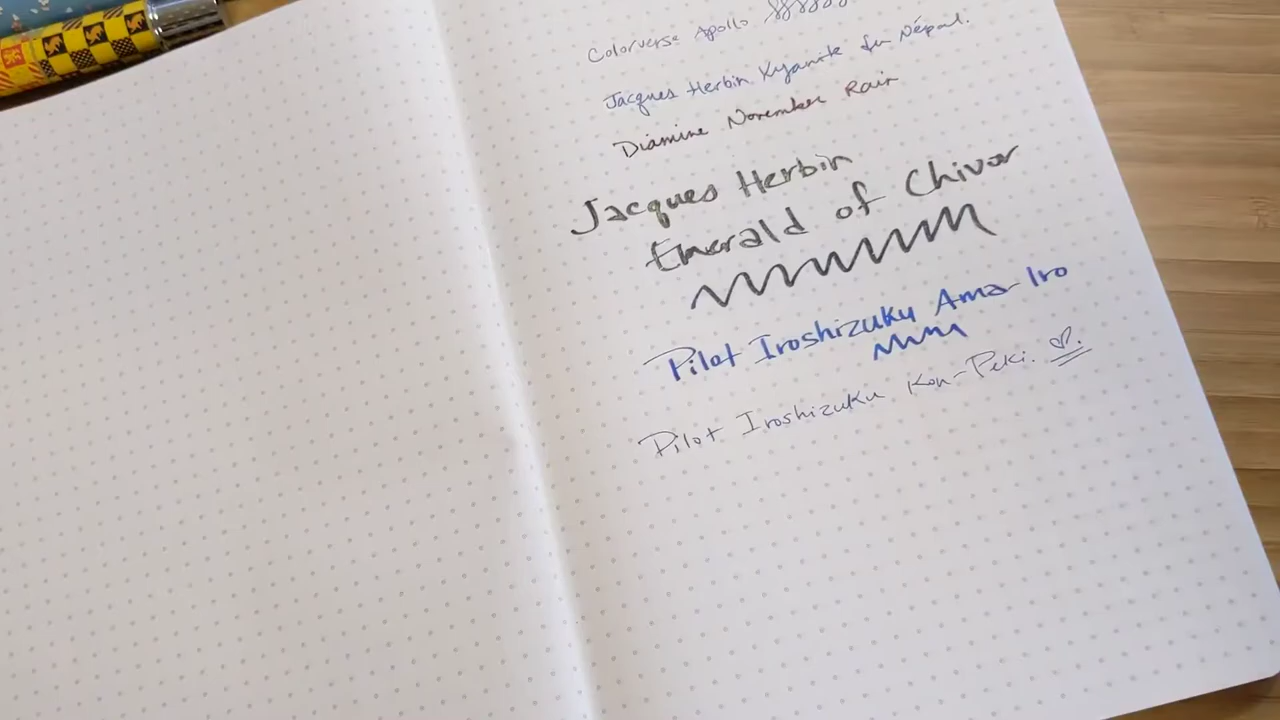 Colorverse Apollo
Jacques Herbin Kyanite du Népal.
Diamine November Rain
Jacques Herbin
Emerald of Chivor
Pilot Iroshizuku Ama-Iro
Pilot Iroshizuku Kon-Peki.